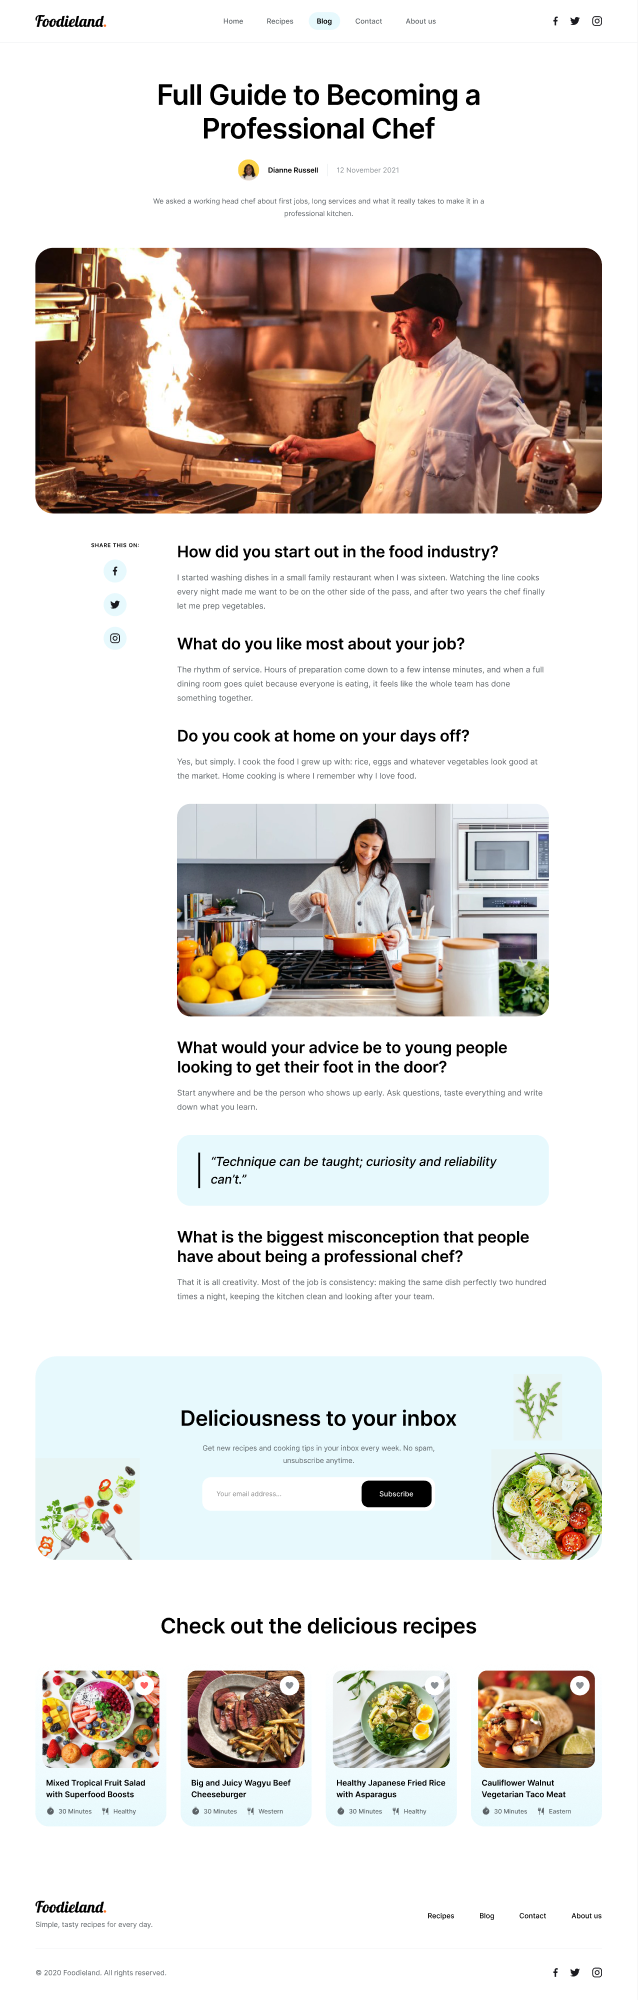 Foodieland.
Home Recipes Blog Contact About us
Full Guide to Becoming a
Professional Chef
Dianne Russell 12 November 2021
We asked a working head chef about first jobs, long services and what it really takes to make it in a
professional kitchen.
LAIRD'S
SHARE THIS ON:
How did you start out in the food industry?
I started washing dishes in a small family restaurant when I was sixteen. Watching the line cooks
every night made me want to be on the other side of the pass, and after two years the chef finally
let me prep vegetables.
What do you like most about your job?
The rhythm of service. Hours of preparation come down to a few intense minutes, and when a full
dining room goes quiet because everyone is eating, it feels like the whole team has done
something together.
Do you cook at home on your days off?
Yes, but simply. I cook the food I grew up with: rice, eggs and whatever vegetables look good at
the market. Home cooking is where I remember why I love food.
What would your advice be to young people
looking to get their foot in the door?
Start anywhere and be the person who shows up early. Ask questions, taste everything and write
down what you learn.
“Technique can be taught; curiosity and reliability
can’t.”
What is the biggest misconception that people
have about being a professional chef?
That it is all creativity. Most of the job is consistency: making the same dish perfectly two hundred
times a night, keeping the kitchen clean and looking after your team.
Deliciousness to your inbox
Get new recipes and cooking tips in your inbox every week. No spam,
unsubscribe anytime.
Your email address... Subscribe
Check out the delicious recipes
Mixed Tropical Fruit Salad
with Superfood Boosts
30 Minutes Healthy
Big and Juicy Wagyu Beef
Cheeseburger
30 Minutes Western
Healthy Japanese Fried Rice
with Asparagus
30 Minutes Healthy
Cauliflower Walnut
Vegetarian Taco Meat
30 Minutes Eastern
Foodieland.
Simple, tasty recipes for every day.
Recipes Blog Contact About us
© 2020 Foodieland. All rights reserved.